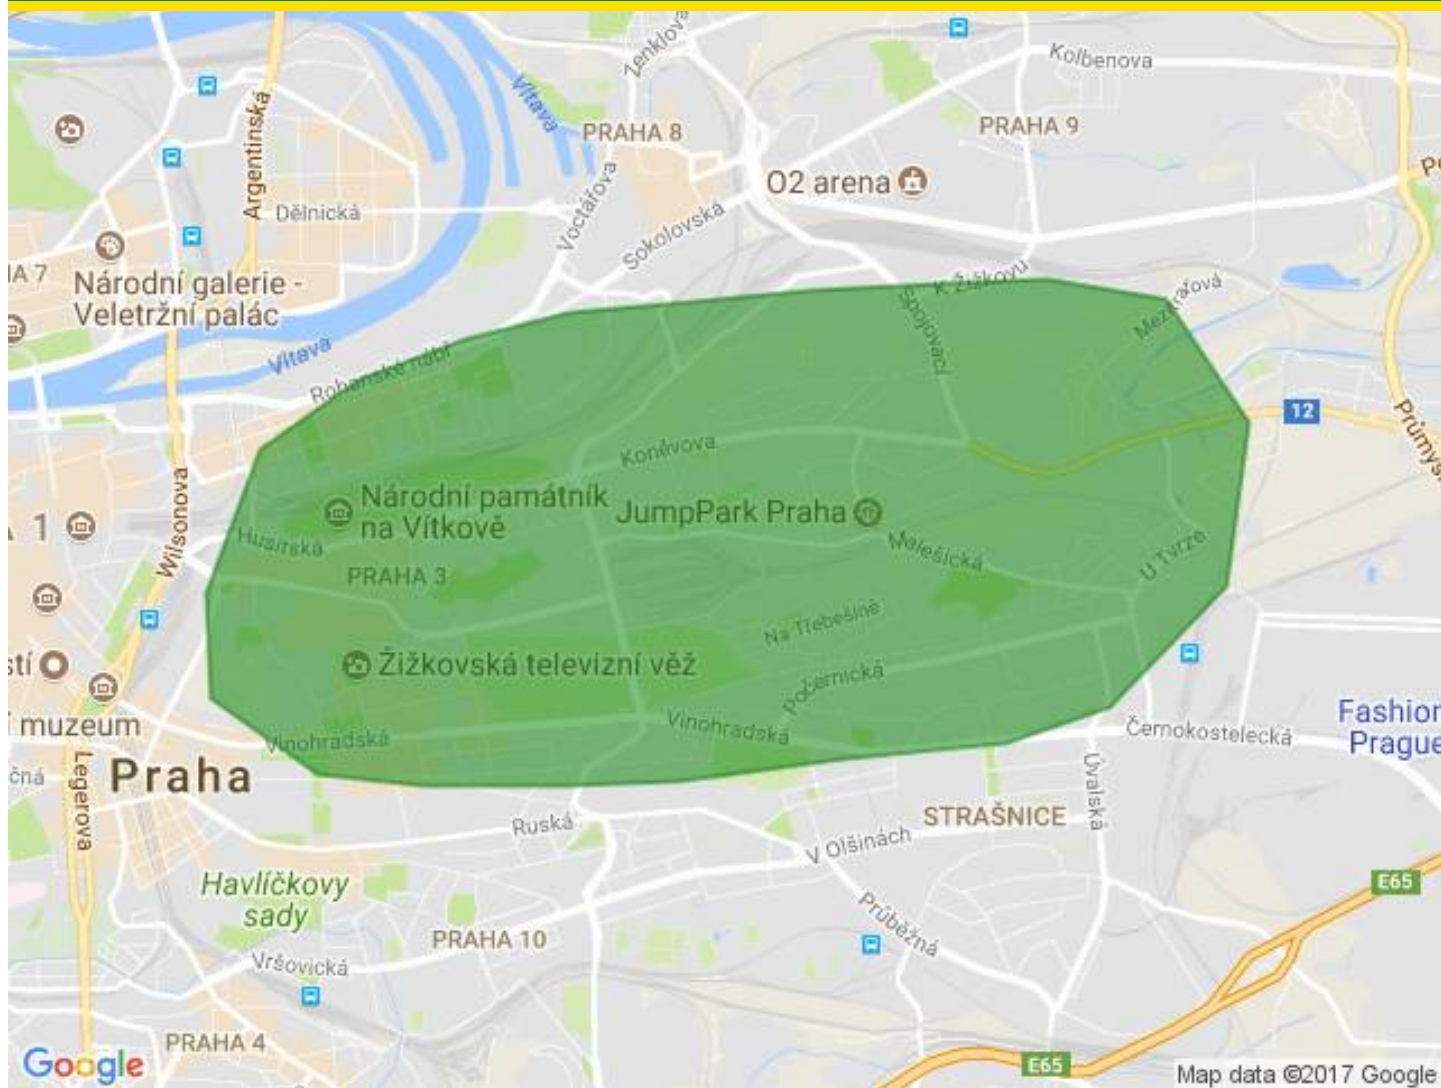 Zenklova
Kolbenova
Vltava
Argentinská
PRAHA 8
PRAHA 9
O2 arena
Dělnická
Voctářova
Sokolovská
Národní galerie -
Veletržní palác
K Žižkovu
Spojovací
Vltava
Rohanské nábř
12
Koněvova
Wilsonova
Národní památník
na Vítkově
JumpPark Praha
1
Husitská
Malešická
U Tvrze
PRAHA 3
Na Třebešíně
Žižkovská televizní věž
Počernická
muzeum
Vinohradská
Vinohradská
Černokostelecká
Fashion
Prague
Praha
Legerova
Úvalská
Ruská
STRAŠNICE
V Olšinách
Havlíčkovy
sady
E65
Průběžná
PRAHA 10
Vršovická
PRAHA 4
Google
E65
Map data ©2017 Google